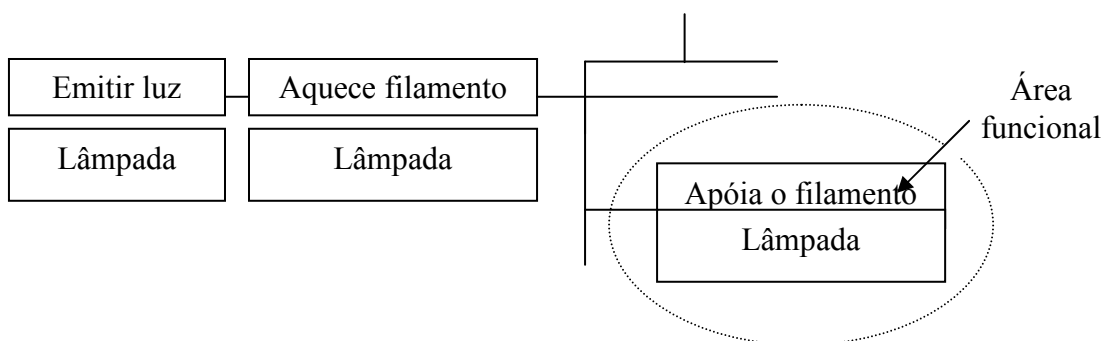 Emitir luz
Aquece filamento
Área
funcional
Lâmpada
Lâmpada
Apóia o filamento
Lâmpada